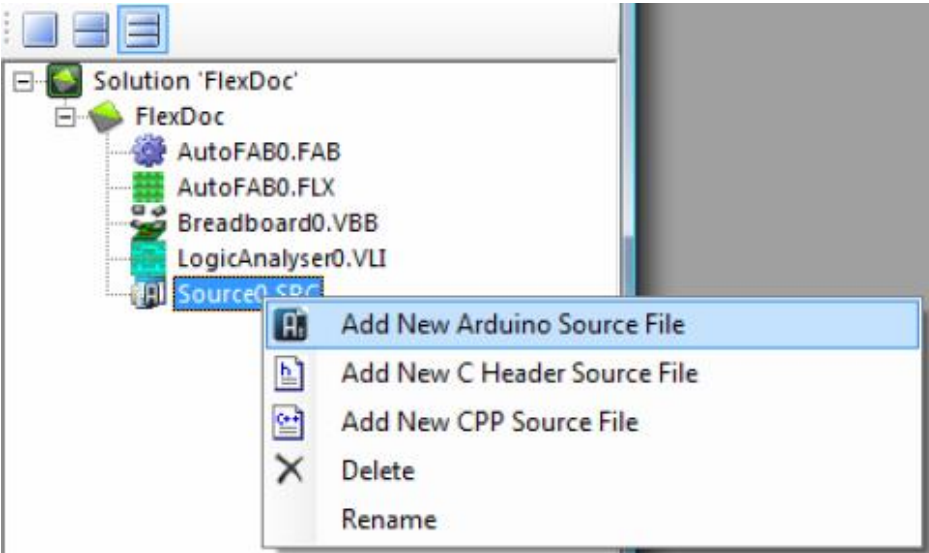 Solution 'FlexDoc'
FlexDoc
AutoFAB0.FAB
AutoFAB0.FLX
Breadboard0.VBB
LogicAnalyser0.VLI
Source0.SRC
Add New Arduino Source File
Add New C Header Source File
Add New CPP Source File
Delete
Rename